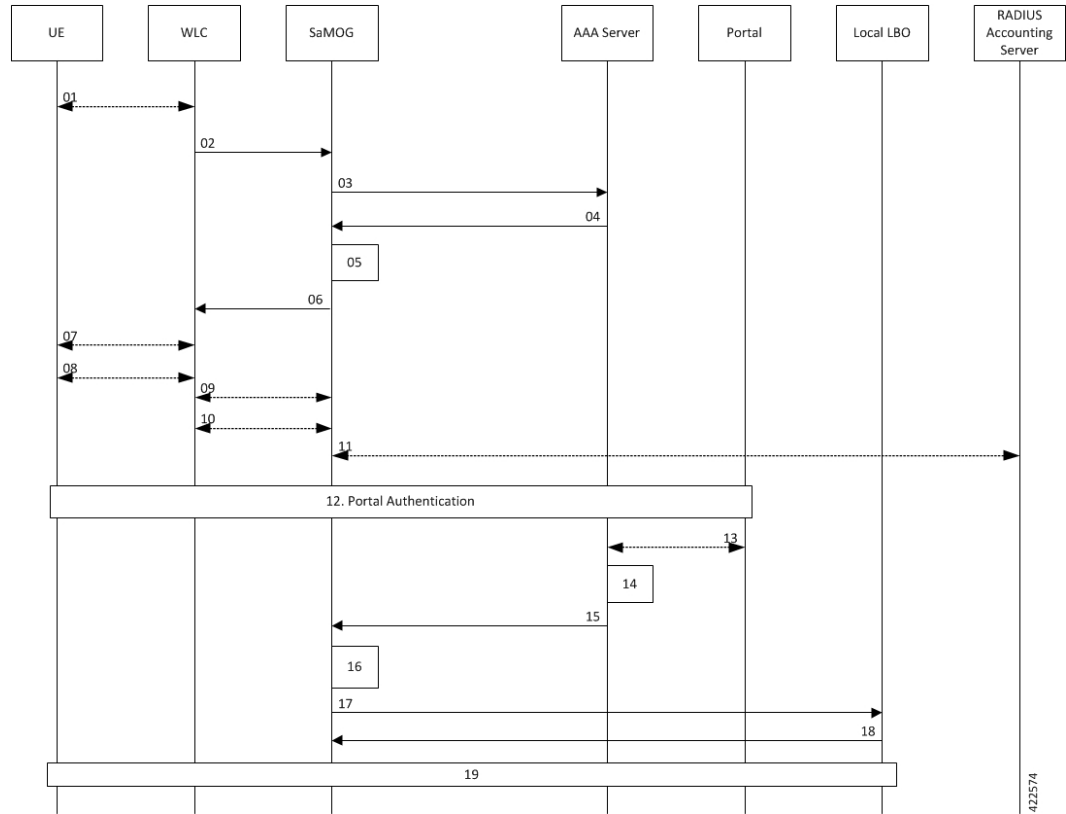 UE
WLC
SaMOG
AAA Server
Portal
Local LBO
RADIUS
Accounting
Server
01
02
03
04
05
06
07
08
09
10
11
12. Portal Authentication
13
14
15
16
17
18
19
422574